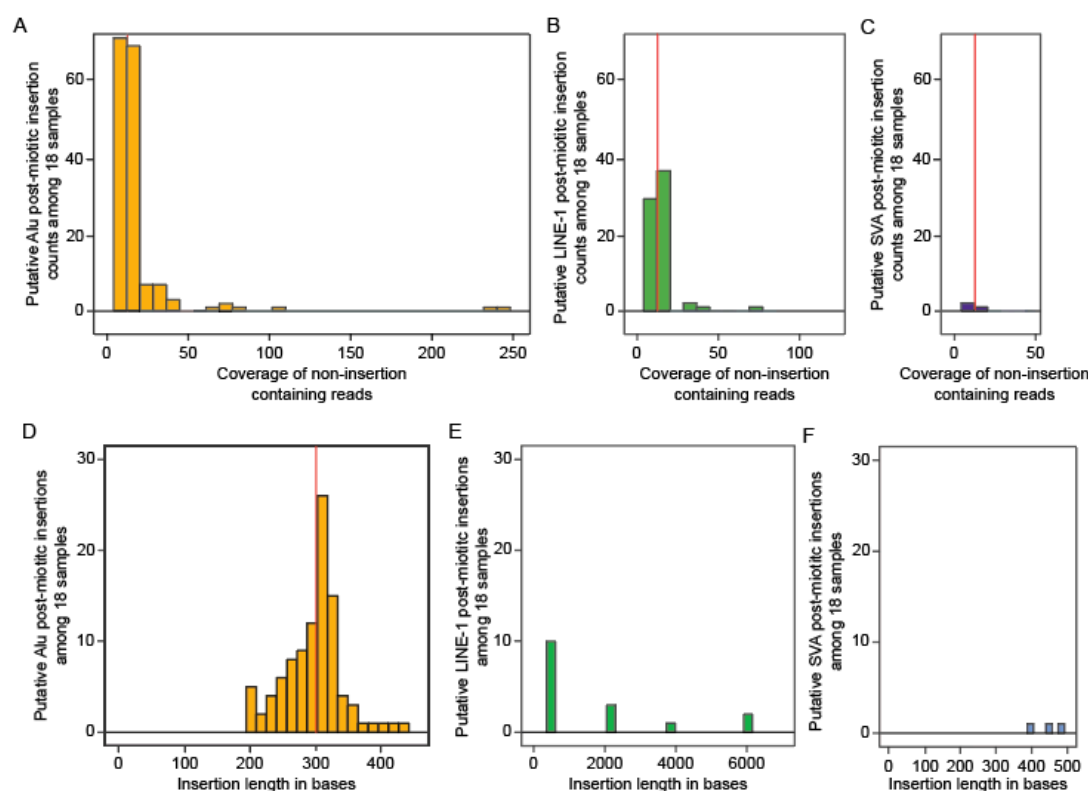 A
Putative Alu post-miotitc insertion
counts among 18 samples
60
40
20
0
0 50 100 150 200 250
Coverage of non-insertion
containing reads
B
Putative LINE-1 post-miotitc insertion
counts among 18 samples
60
40
20
0
0 50 100
Coverage of non-insertion
containing reads
C
Putative SVA post-miotitc insertion
counts among 18 samples
60
40
20
0
0 50
Coverage of non-insertion
containing reads
D
Putative Alu post-miotitc insertions
among 18 samples
30
20
10
0
0 100 200 300 400
Insertion length in bases
E
Putative LINE-1 post-miotitc insertions
among 18 samples
30
20
10
0
0 2000 4000 6000
Insertion length in bases
F
Putative SVA post-miotitc insertions
among 18 samples
30
20
10
0
0 100 200 300 400 500
Insertion length in bases